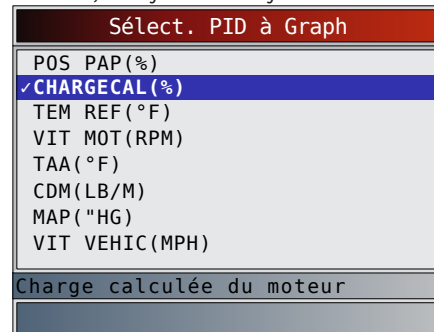 Sélect. PID à Graph
POS PAP(%)
✓CHARGECAL(%)
TEM REF(°F)
VIT MOT(RPM)
TAA(°F)
CDM(LB/M)
MAP("HG)
VIT VEHIC(MPH)
Charge calculée du moteur